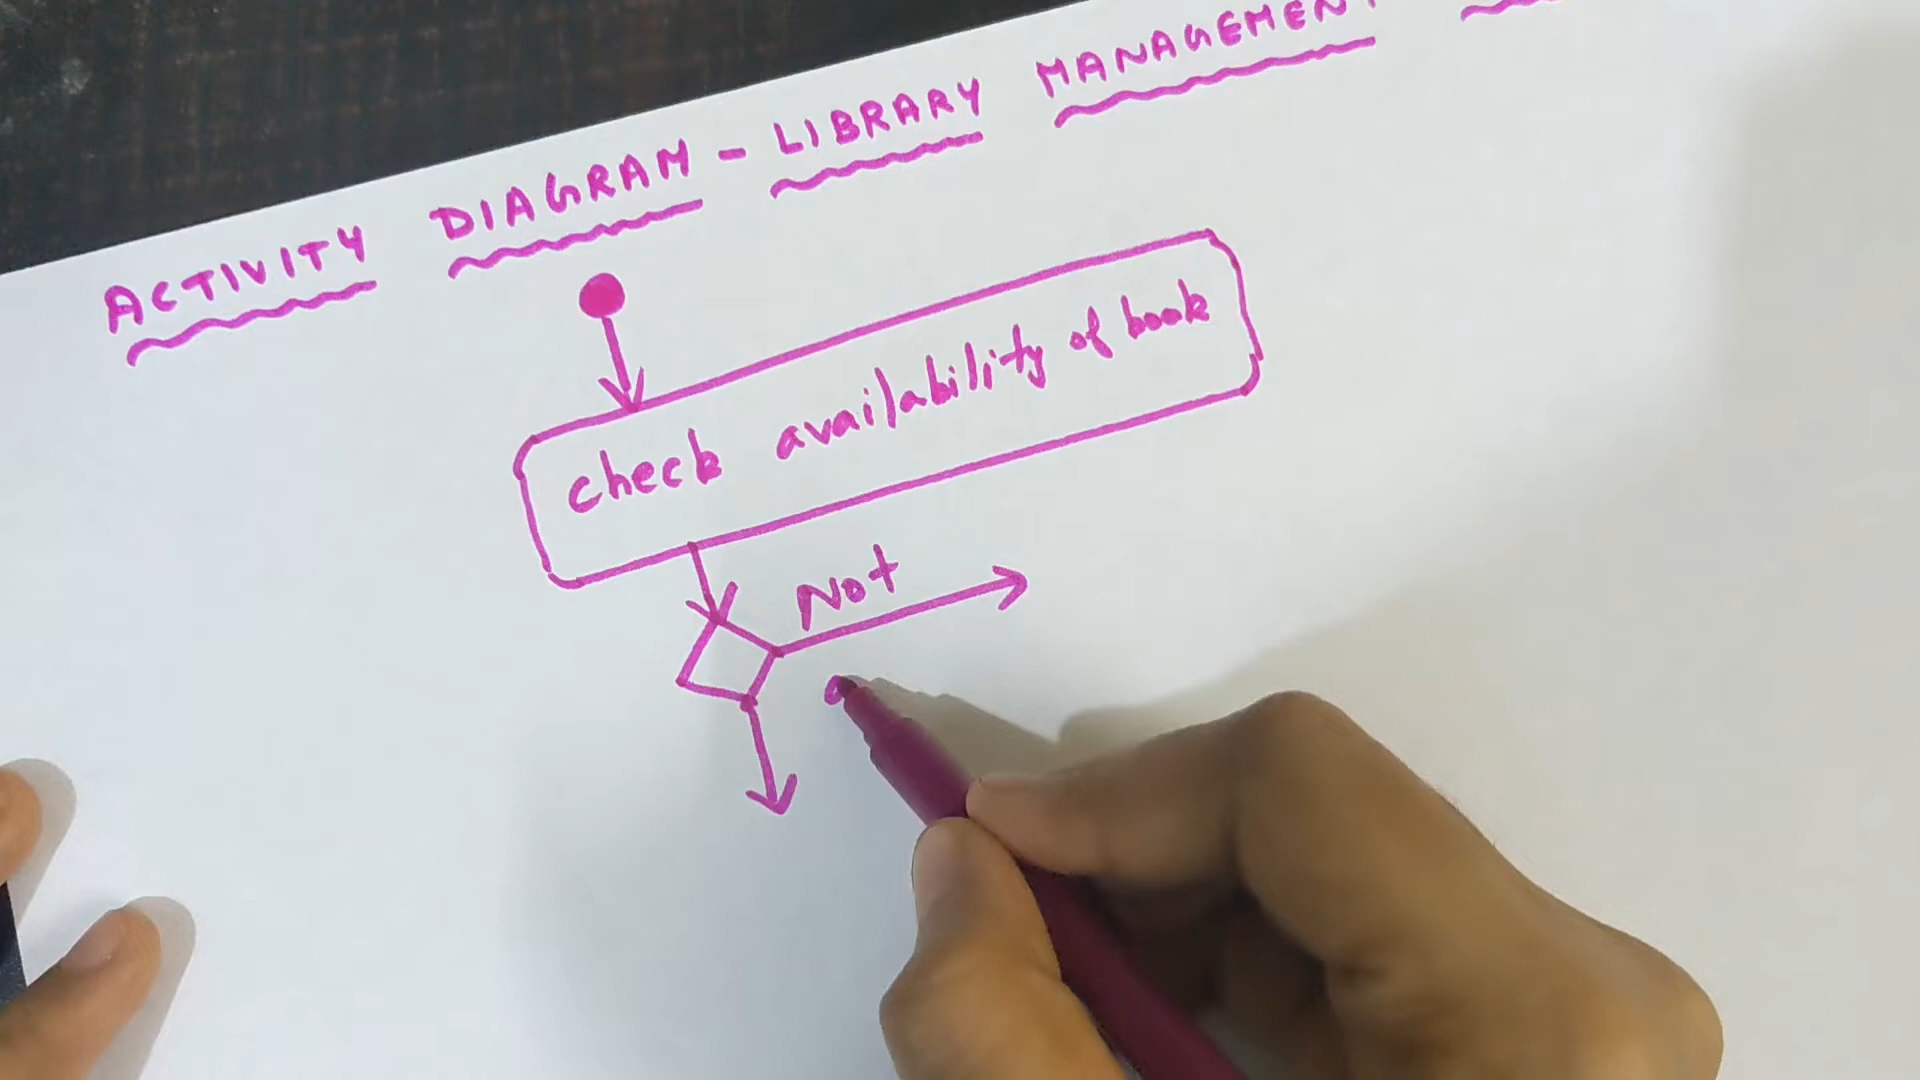 ACTIVITY DIAGRAM - LIBRARY MANAGEMENT
check availability of book
Not